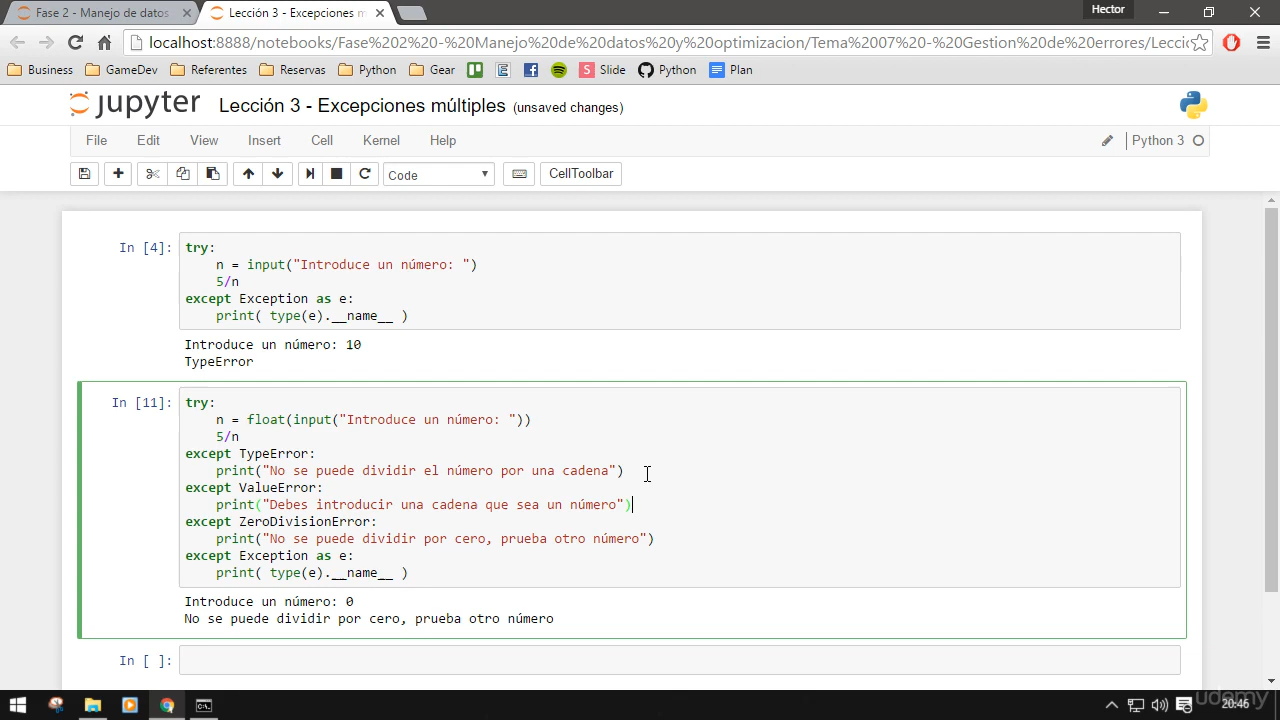 Fase 2 - Manejo de datos
Lección 3 - Excepciones m
Hector
localhost:8888/notebooks/Fase%202%20-%20Manejo%20de%20datos%20y%20optimizacion/Tema%2007%20-%20Gestion%20de%20errores/Lecci
Business GameDev Referentes Reservas Python Gear Slide Python Plan
jupyter Lección 3 - Excepciones múltiples (unsaved changes)
File Edit View Insert Cell Kernel Help Python 3
Code CellToolbar
In [4]: try:
n = input("Introduce un número: ")
5/n
except Exception as e:
print( type(e).__name__ )
Introduce un número: 10
TypeError
In [11]: try:
n = float(input("Introduce un número: "))
5/n
except TypeError:
print("No se puede dividir el número por una cadena")
except ValueError:
print("Debes introducir una cadena que sea un número")
except ZeroDivisionError:
print("No se puede dividir por cero, prueba otro número")
except Exception as e:
print( type(e).__name__ )
Introduce un número: 0
No se puede dividir por cero, prueba otro número
In [ ]:
udemy
20:46